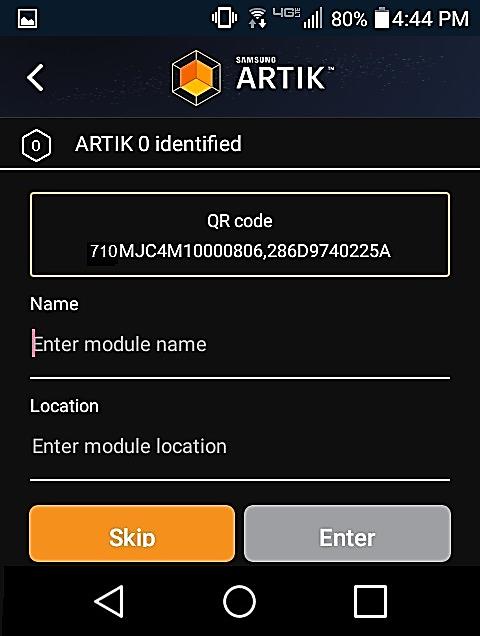 4G LTE 80% 4:44 PM
SAMSUNG
ARTIK™
0 ARTIK 0 identified
QR code
710MJC4M10000806,286D9740225A
Name
Enter module name
Location
Enter module location
Skip Enter